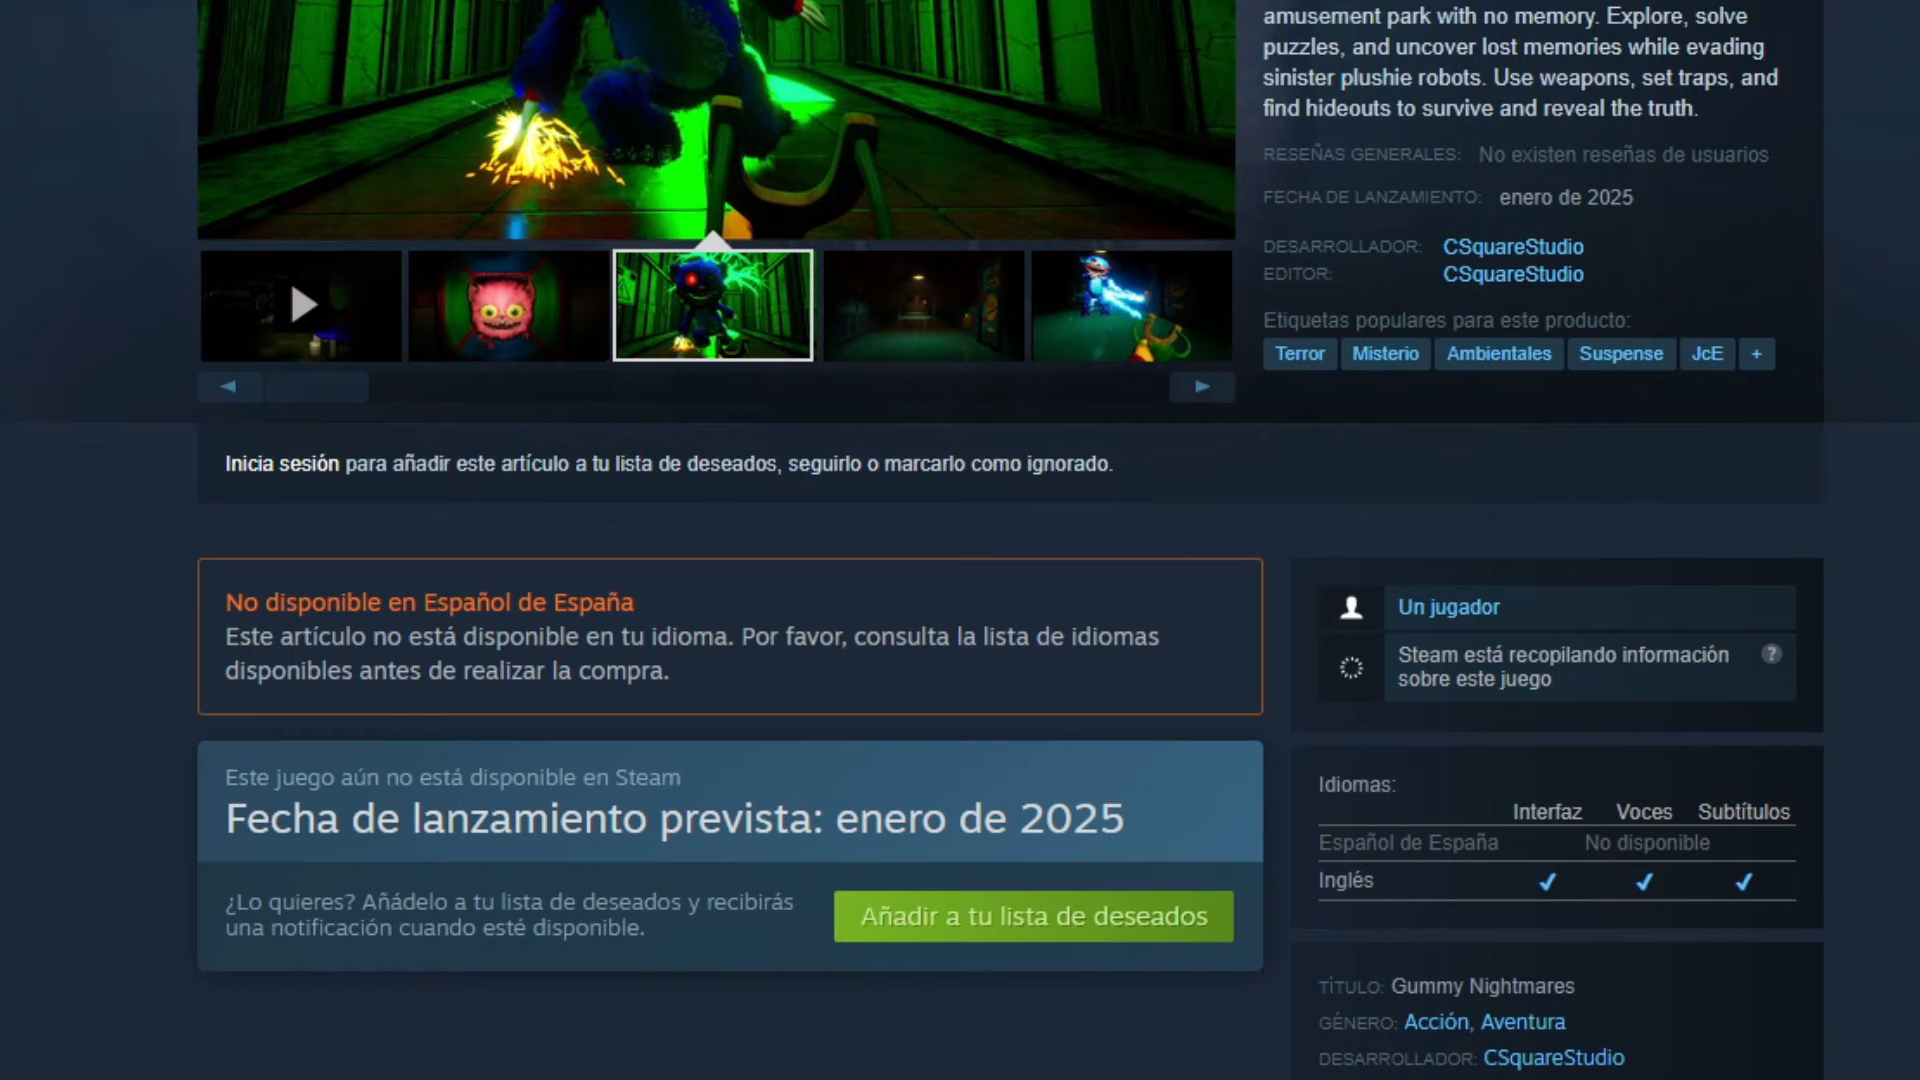 amusement park with no memory. Explore, solve
puzzles, and uncover lost memories while evading
sinister plushie robots. Use weapons, set traps, and
find hideouts to survive and reveal the truth.
RESEÑAS GENERALES: No existen reseñas de usuarios
FECHA DE LANZAMIENTO: enero de 2025
DESARROLLADOR: CSquareStudio
EDITOR: CSquareStudio
Etiquetas populares para este producto:
Terror Misterio Ambientales Suspense JcE +
Inicia sesión para añadir este artículo a tu lista de deseados, seguirlo o marcarlo como ignorado.
No disponible en Español de España
Este artículo no está disponible en tu idioma. Por favor, consulta la lista de idiomas
disponibles antes de realizar la compra.
Este juego aún no está disponible en Steam
Fecha de lanzamiento prevista: enero de 2025
¿Lo quieres? Añádelo a tu lista de deseados y recibirás
una notificación cuando esté disponible.
Añadir a tu lista de deseados
Un jugador
Steam está recopilando información ?
sobre este juego
Idiomas:
Interfaz Voces Subtítulos
Español de España No disponible
Inglés ✔ ✔ ✔
TÍTULO: Gummy Nightmares
GÉNERO: Acción, Aventura
DESARROLLADOR: CSquareStudio